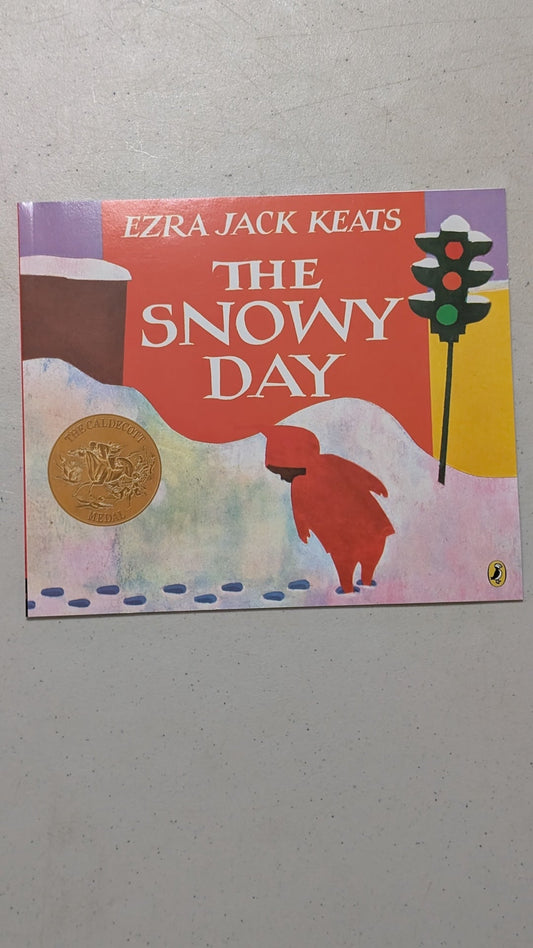 EZRA JACK KEATS
THE
SNOWY
DAY
THE CALDECOTT
MEDAL